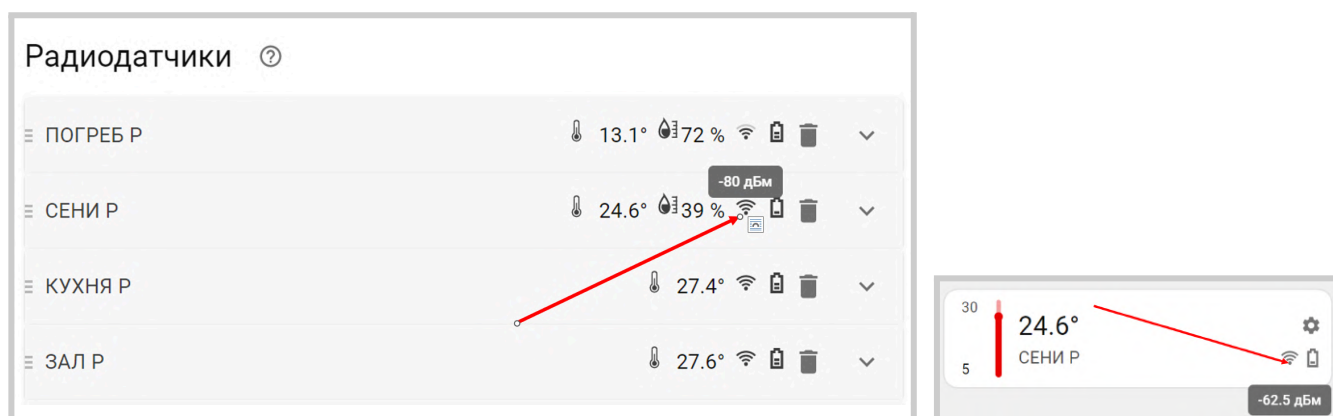 Радиодатчики ?
ПОГРЕБ Р 13.1° 72 %
-80 дБм
СЕНИ Р 24.6° 39 %
КУХНЯ Р 27.4°
ЗАЛ Р 27.6°
30
24.6°
СЕНИ Р
5
-62.5 дБм